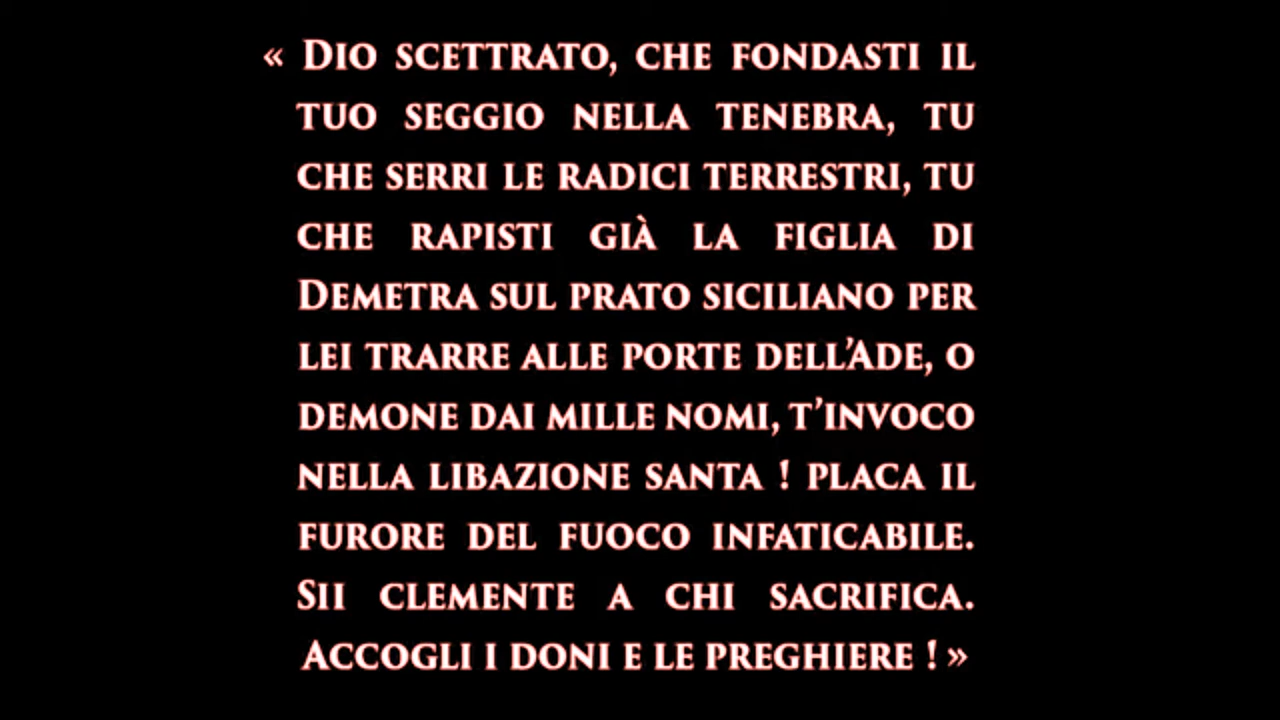 « Dio scettrato, che fondasti il
tuo seggio nella tenebra, tu
che serri le radici terrestri, tu
che rapisti già la figlia di
Demetra sul prato siciliano per
lei trarre alle porte dell’Ade, o
demone dai mille nomi, t’invoco
nella libazione santa ! placa il
furore del fuoco infaticabile.
Sii clemente a chi sacrifica.
Accogli i doni e le preghiere ! »